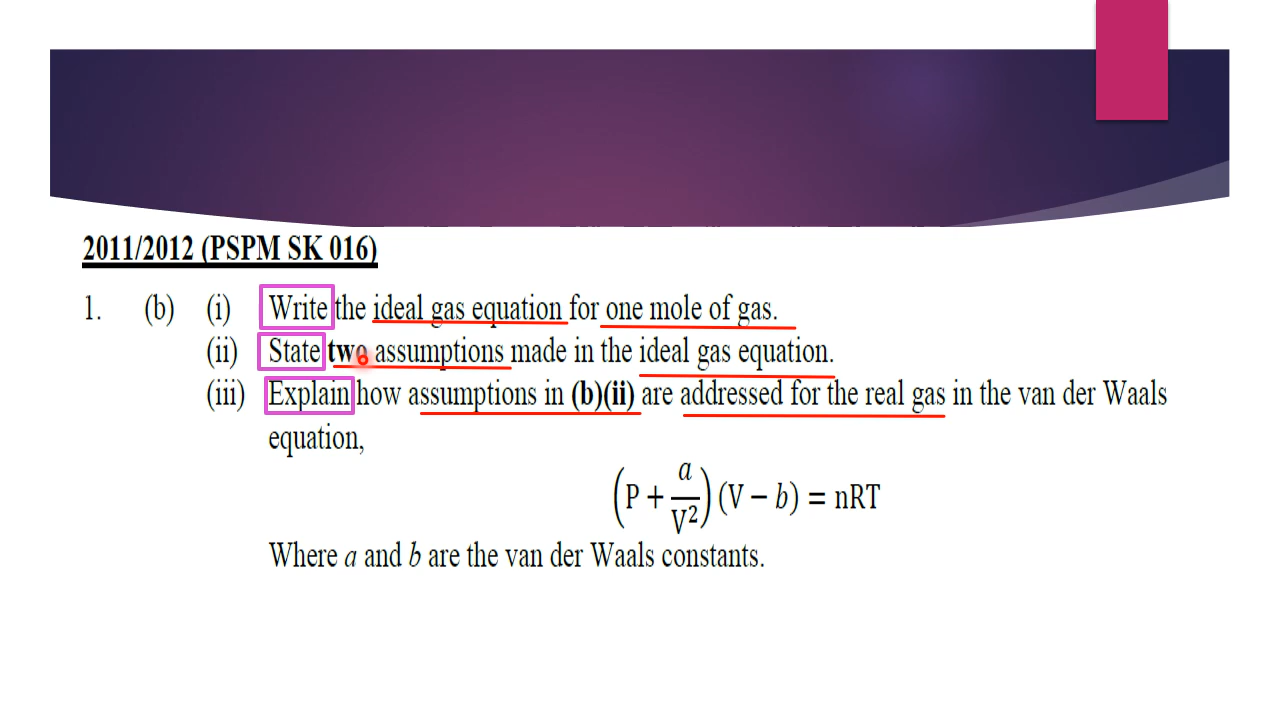 2011/2012 (PSPM SK 016)
1. (b) (i) Write the ideal gas equation for one mole of gas.
(ii) State two assumptions made in the ideal gas equation.
(iii) Explain how assumptions in (b)(ii) are addressed for the real gas in the van der Waals
equation,
(P + a/V²) (V − b) = nRT
Where a and b are the van der Waals constants.